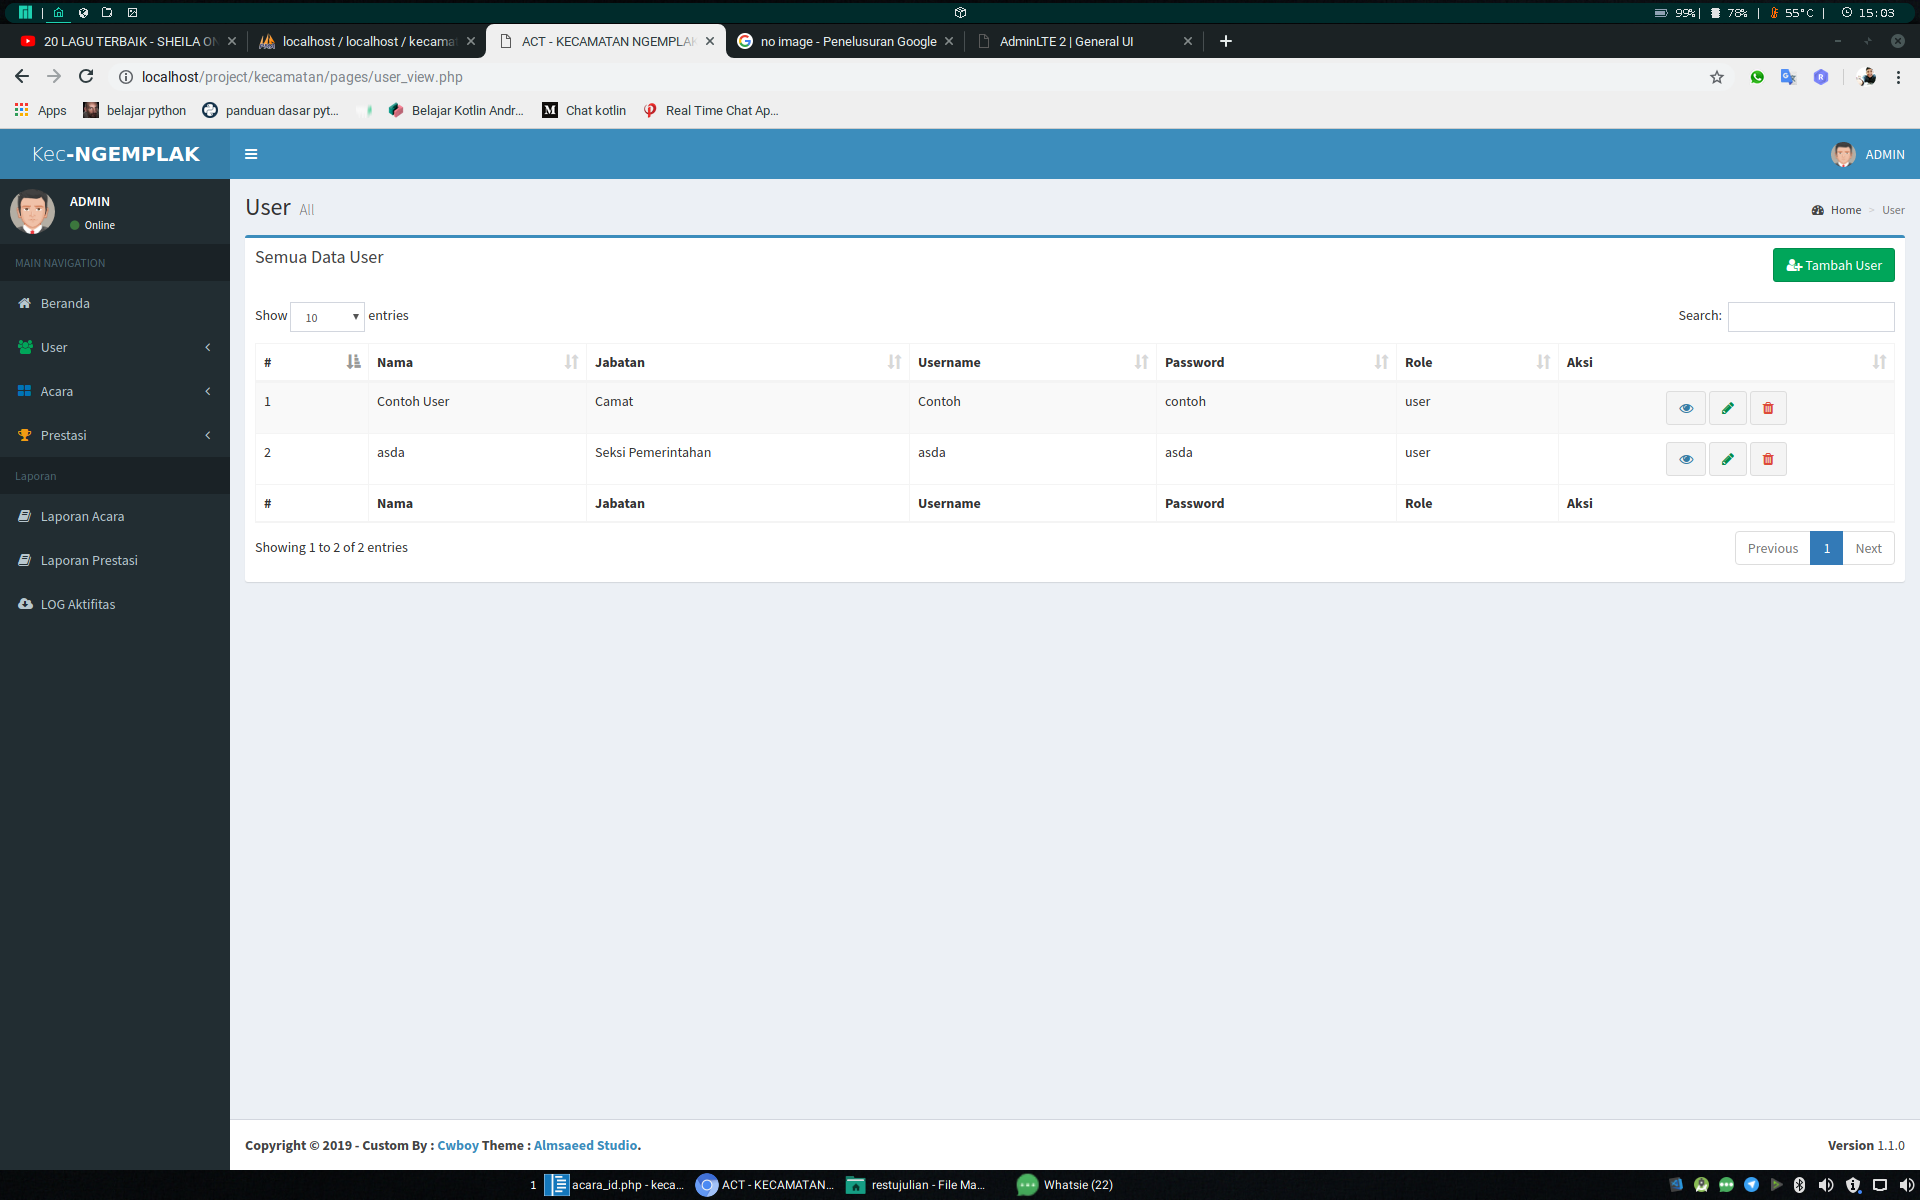 99% | 78% | 55°C | 15:03
20 LAGU TERBAIK - SHEILA ON
localhost / localhost / kecamat
ACT - KECAMATAN NGEMPLAK
no image - Penelusuran Google
AdminLTE 2 | General UI
localhost/project/kecamatan/pages/user_view.php
Apps
belajar python
panduan dasar pyt...
Belajar Kotlin Andr...
Chat kotlin
Real Time Chat Ap...
Kec-NGEMPLAK
ADMIN
ADMIN
Online
User All
Home > User
MAIN NAVIGATION
Beranda
User
Acara
Prestasi
Laporan
Laporan Acara
Laporan Prestasi
LOG Aktifitas
Semua Data User
Tambah User
Show 10 entries
Search:
# Nama Jabatan Username Password Role Aksi
1 Contoh User Camat Contoh contoh user
2 asda Seksi Pemerintahan asda asda user
# Nama Jabatan Username Password Role Aksi
Showing 1 to 2 of 2 entries
Previous 1 Next
Copyright © 2019 - Custom By : Cwboy Theme : Almsaeed Studio.
Version 1.1.0
1
acara_id.php - keca...
ACT - KECAMATAN...
restujulian - File Ma...
Whatsie (22)